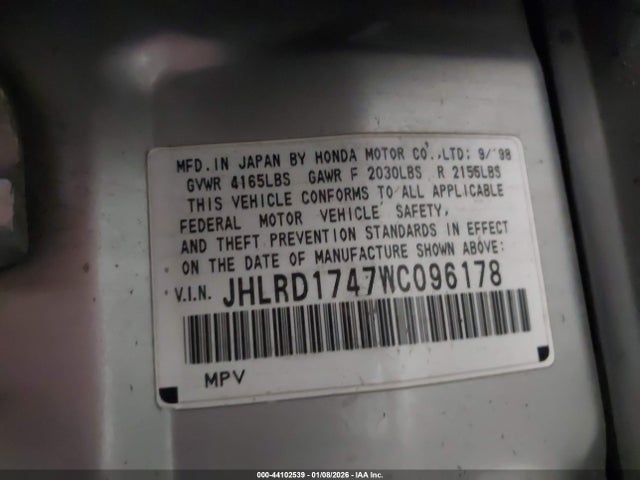 MFD. IN JAPAN BY HONDA MOTOR CO., LTD: 9/'98
GVWR 4165LBS GAWR F 2030LBS R 2155LBS
THIS VEHICLE CONFORMS TO ALL APPLICABLE
FEDERAL MOTOR VEHICLE SAFETY,
AND THEFT PREVENTION STANDARDS IN EFFECT
ON THE DATE OF MANUFACTURE SHOWN ABOVE:
V.I.N. JHLRD1747WC096178
MPV
000-44102539 - 01/08/2026 - IAA Inc.